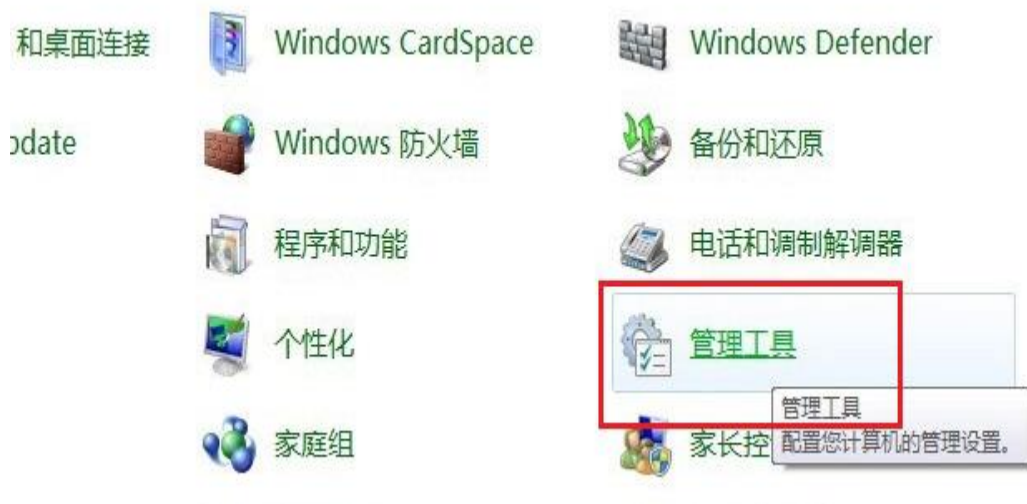 和桌面连接 Windows CardSpace Windows Defender
pdate Windows 防火墙 备份和还原
程序和功能 电话和调制解调器
个性化 管理工具
管理工具
家庭组 家长控 配置您计算机的管理设置。